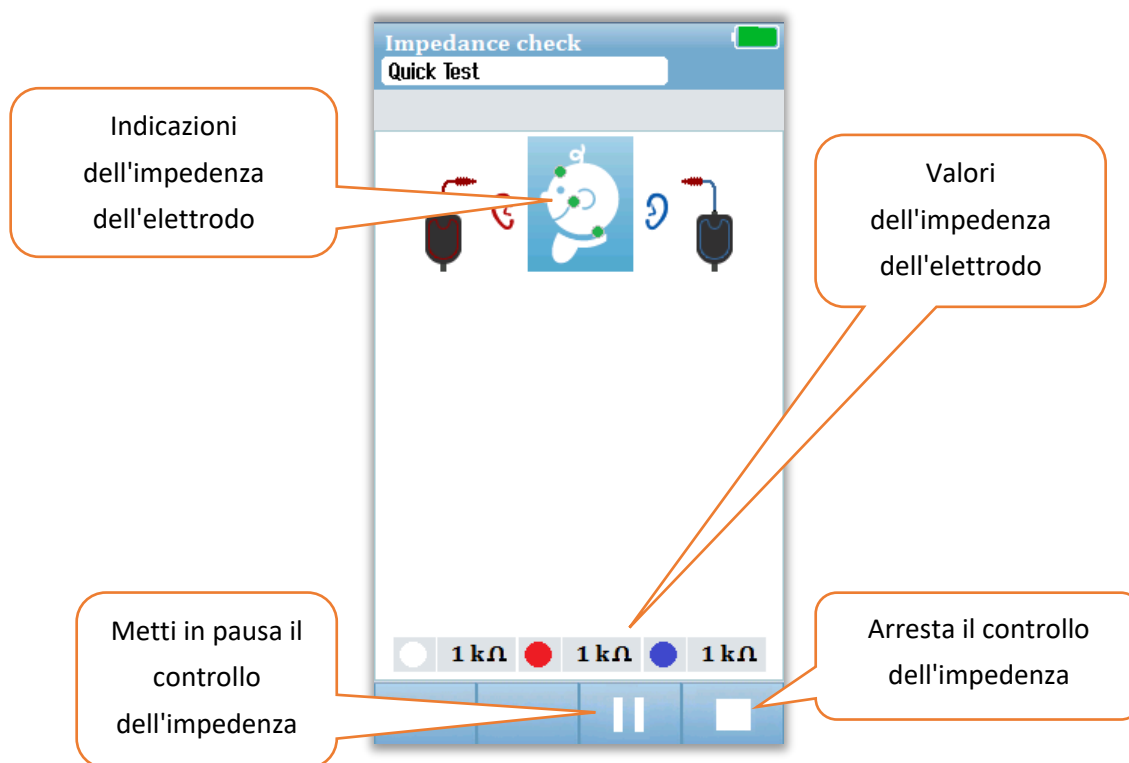 Impedance check
Quick Test
Indicazioni
dell'impedenza
dell'elettrodo
Valori
dell'impedenza
dell'elettrodo
1 kΩ 1 kΩ 1 kΩ
Metti in pausa il
controllo
dell'impedenza
Arresta il controllo
dell'impedenza